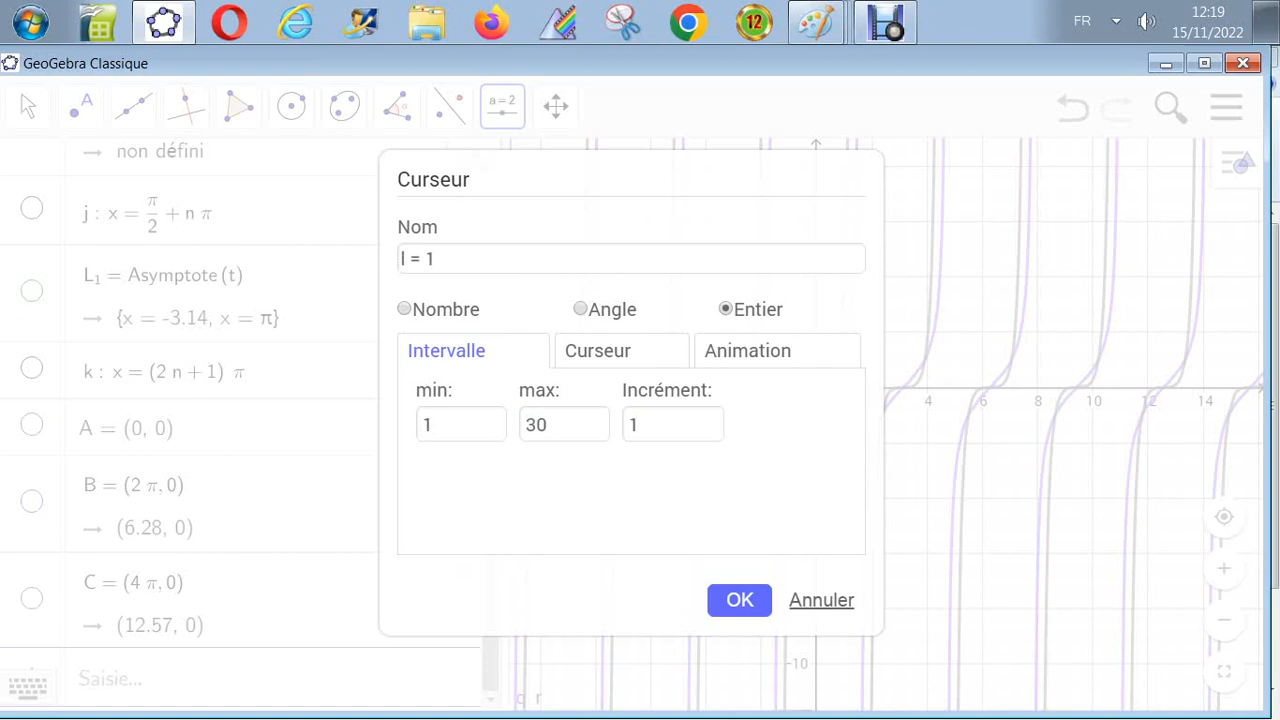 12
FR
12:19
15/11/2022
GeoGebra Classique
A
a=2
→ non défini
j : x = π/2 + n π
L₁ = Asymptote (t)
→ {x = -3.14, x = π}
k : x = (2 n + 1) π
A = (0, 0)
B = (2 π, 0)
→ (6.28, 0)
C = (4 π, 0)
→ (12.57, 0)
Saisie...
Curseur
Nom
l = 1
Nombre
Angle
Entier
Intervalle
Curseur
Animation
min:
max:
Incrément:
1
30
1
OK
Annuler
4
6
8
10
12
14
-10
q r